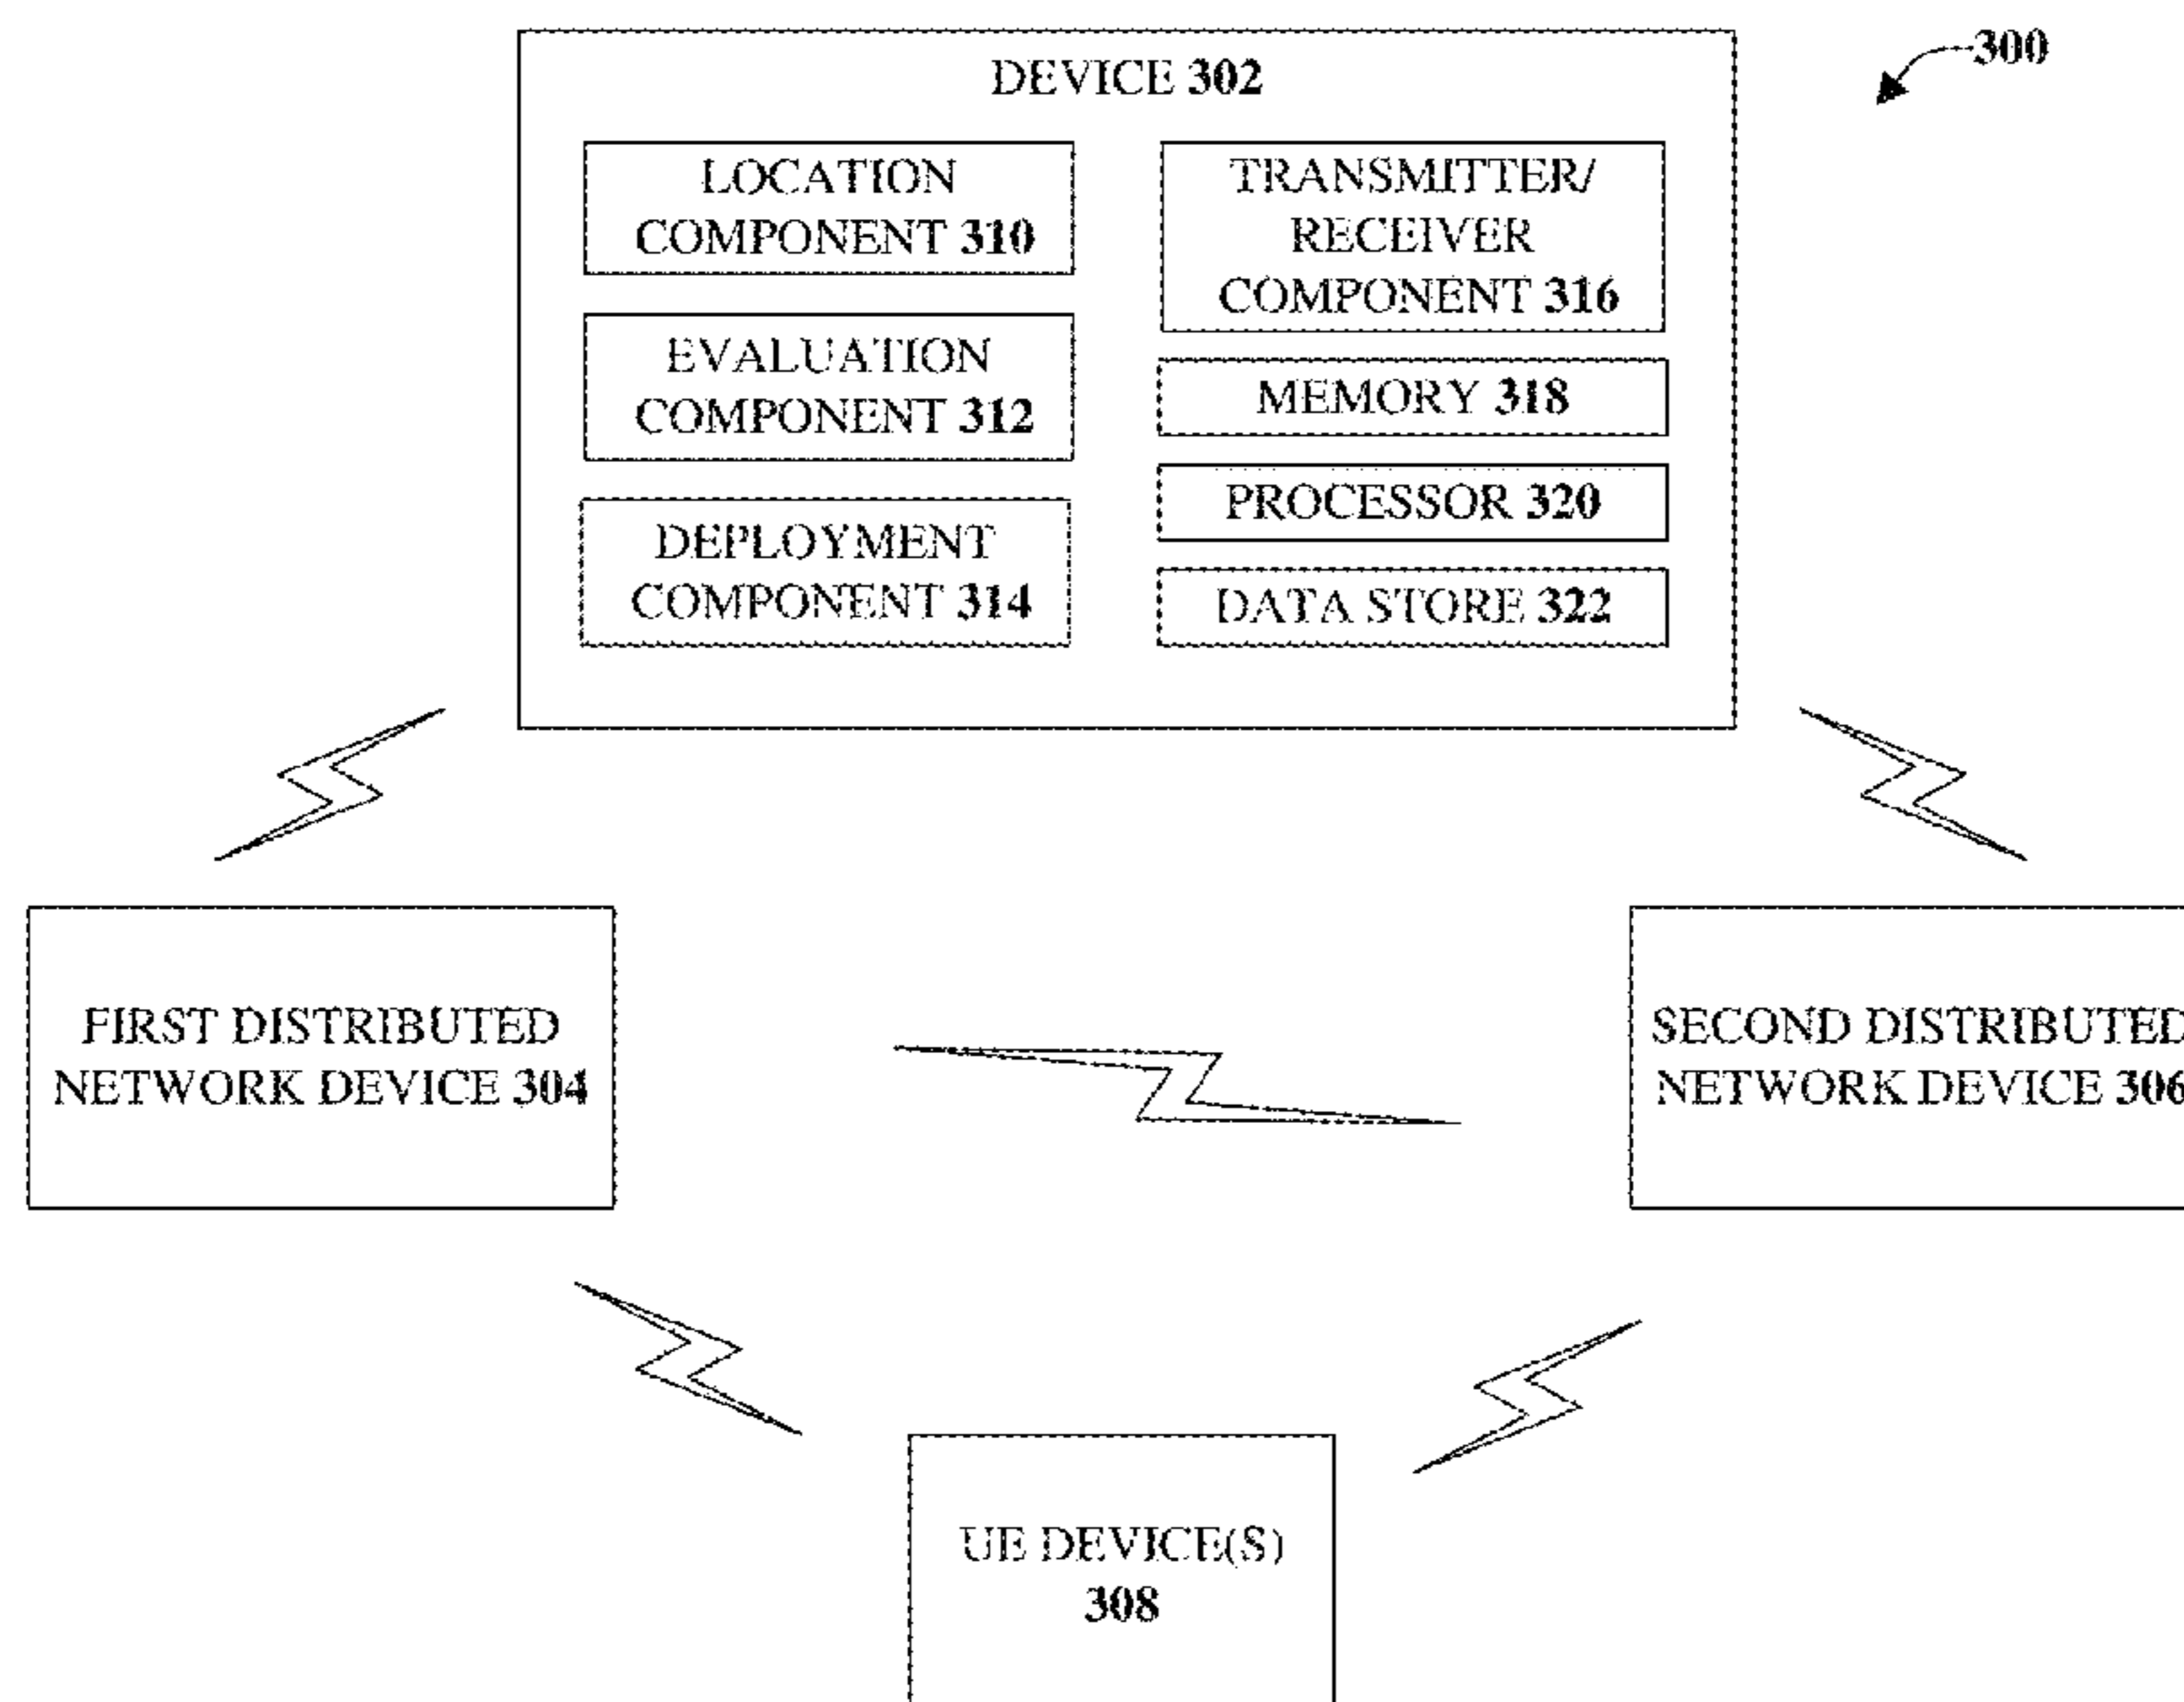 300
DEVICE 302
LOCATION
COMPONENT 310
EVALUATION
COMPONENT 312
DEPLOYMENT
COMPONENT 314
TRANSMITTER/
RECEIVER
COMPONENT 316
MEMORY 318
PROCESSOR 320
DATA STORE 322
FIRST DISTRIBUTED
NETWORK DEVICE 304
SECOND DISTRIBUTED
NETWORK DEVICE 306
UE DEVICE(S)
308